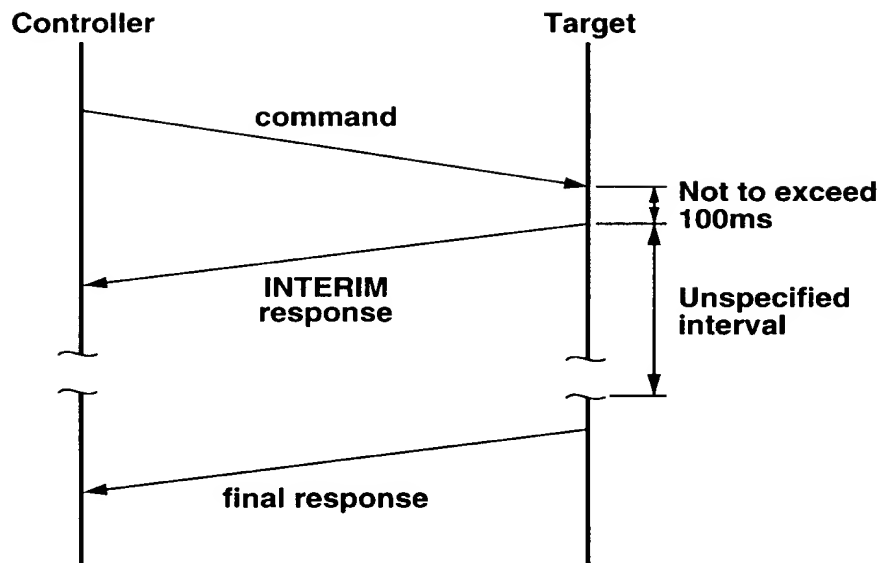 Controller
Target
command
Not to exceed
100ms
INTERIM
response
Unspecified
interval
final response